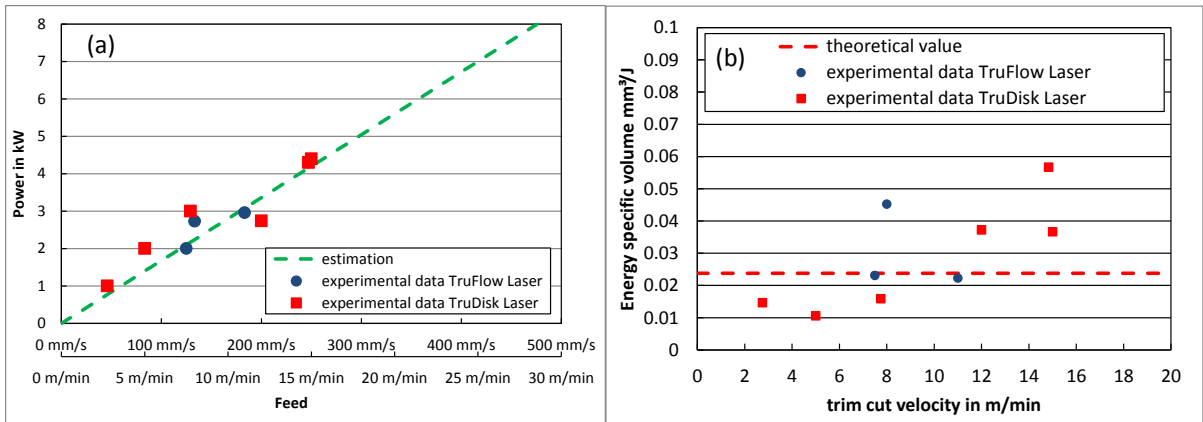 (a)
Power in kW
8
7
6
5
4
3
2
1
0
estimation
experimental data TruFlow Laser
experimental data TruDisk Laser
0 mm/s 100 mm/s 200 mm/s 300 mm/s 400 mm/s 500 mm/s
0 m/min 5 m/min 10 m/min 15 m/min 20 m/min 25 m/min 30 m/min
Feed
(b)
Energy specific volume mm³/J
0.1
0.09
0.08
0.07
0.06
0.05
0.04
0.03
0.02
0.01
0
theoretical value
experimental data TruFlow Laser
experimental data TruDisk Laser
0 2 4 6 8 10 12 14 16 18 20
trim cut velocity in m/min